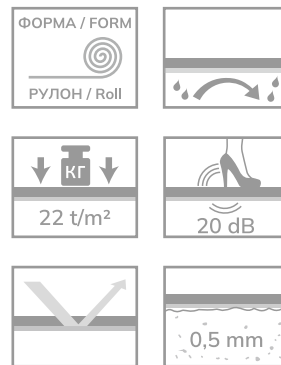 ФОРМА / FORM
РУЛОН / Roll
КГ
22 t/m²
20 dB
0,5 mm